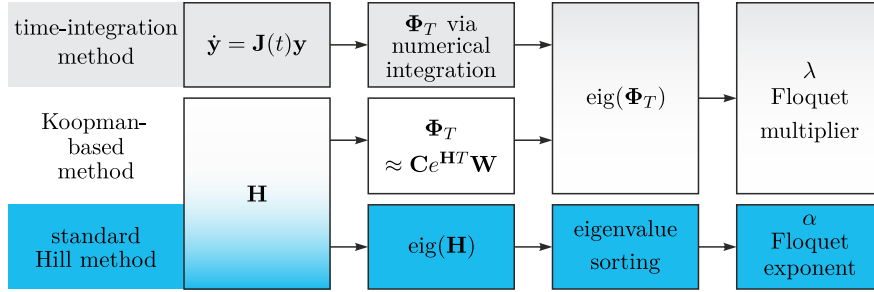 time-integration
method
ẏ = J(t)y
Φ_T via
numerical
integration
Koopman-
based
method
H
Φ_T
≈ Ce^{HT}W
eig(Φ_T)
λ
Floquet
multiplier
standard
Hill method
eig(H)
eigenvalue
sorting
α
Floquet
exponent